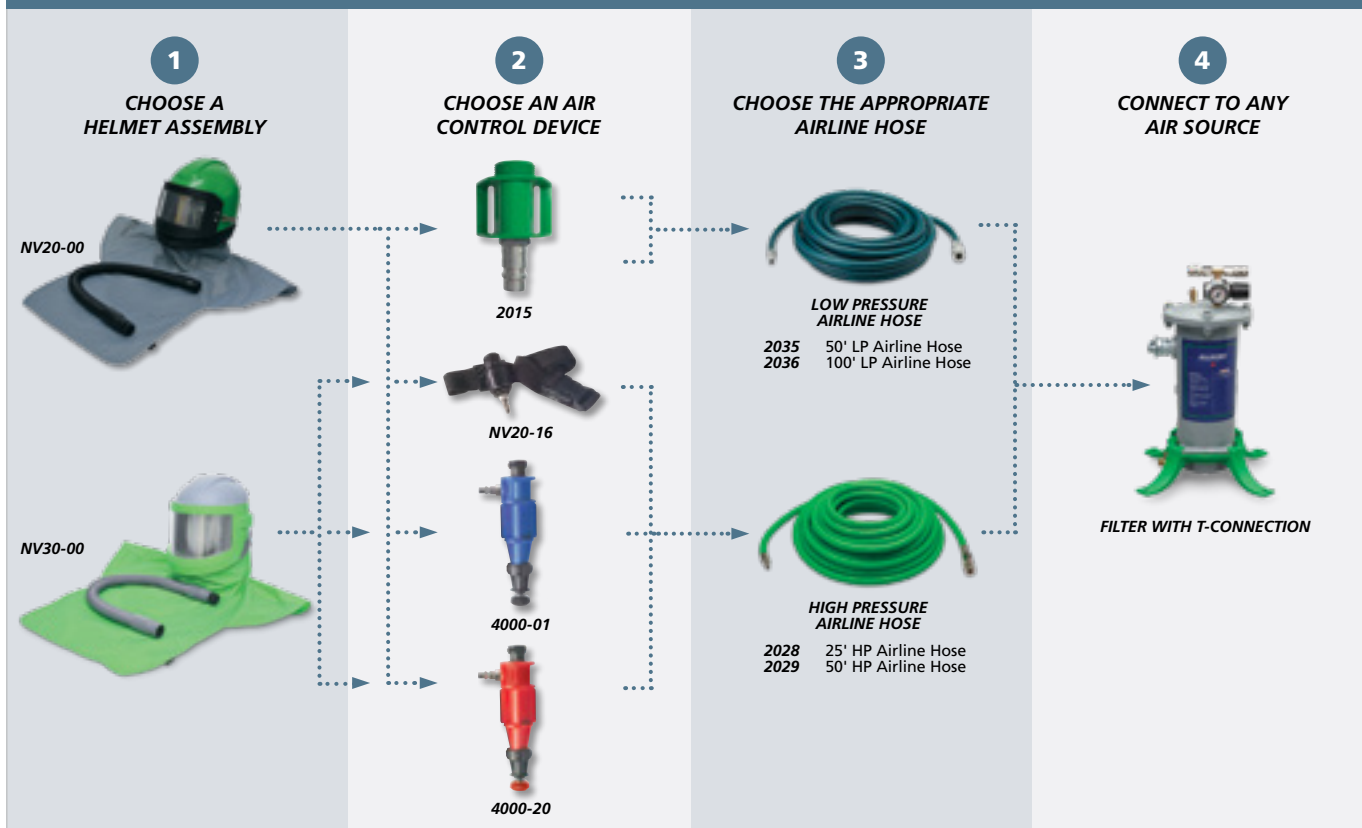 1
CHOOSE A
HELMET ASSEMBLY
NV20-00
NV30-00
2
CHOOSE AN AIR
CONTROL DEVICE
2015
NV20-16
4000-01
4000-20
3
CHOOSE THE APPROPRIATE
AIRLINE HOSE
LOW PRESSURE
AIRLINE HOSE
2035 50' LP Airline Hose
2036 100' LP Airline Hose
HIGH PRESSURE
AIRLINE HOSE
2028 25' HP Airline Hose
2029 50' HP Airline Hose
4
CONNECT TO ANY
AIR SOURCE
FILTER WITH T-CONNECTION